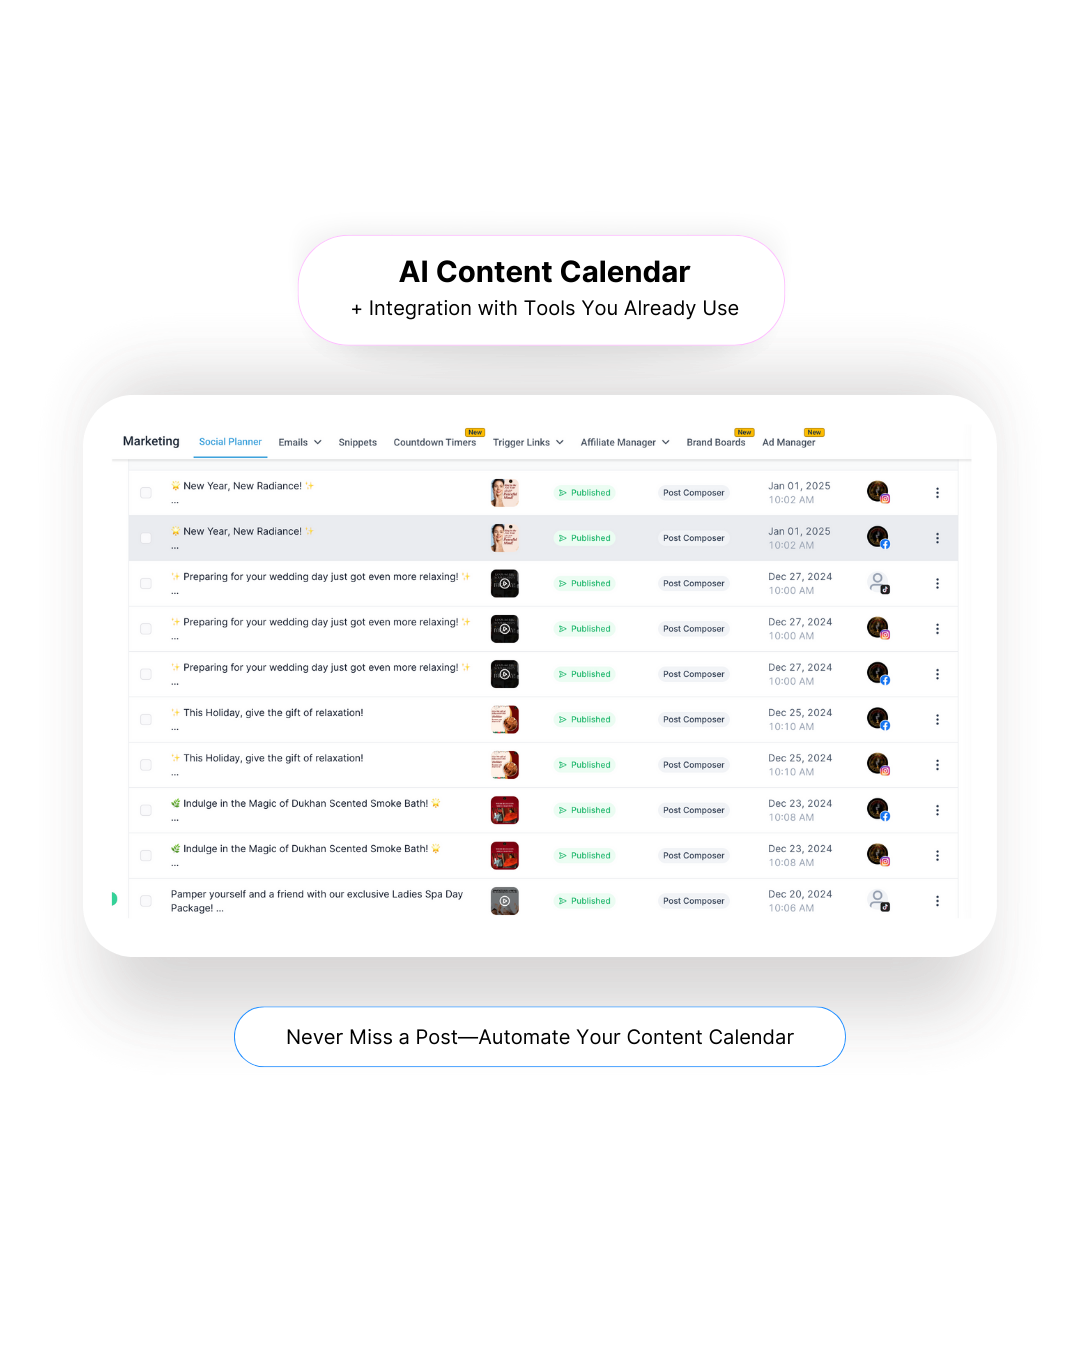 AI Content Calendar
+ Integration with Tools You Already Use
New New New
Marketing Social Planner Emails Snippets Countdown Timers Trigger Links Affiliate Manager Brand Boards Ad Manager
🌟 New Year, New Radiance! ✨ Published Post Composer Jan 01, 2025
... 10:02 AM
🌟 New Year, New Radiance! ✨ Published Post Composer Jan 01, 2025
... 10:02 AM
✨ Preparing for your wedding day just got even more relaxing! ✨ Published Post Composer Dec 27, 2024
... 10:00 AM
✨ Preparing for your wedding day just got even more relaxing! ✨ Published Post Composer Dec 27, 2024
... 10:00 AM
✨ Preparing for your wedding day just got even more relaxing! ✨ Published Post Composer Dec 27, 2024
... 10:00 AM
✨ This Holiday, give the gift of relaxation! Published Post Composer Dec 25, 2024
... 10:10 AM
✨ This Holiday, give the gift of relaxation! Published Post Composer Dec 25, 2024
... 10:10 AM
🌿 Indulge in the Magic of Dukhan Scented Smoke Bath! 🌟 Published Post Composer Dec 23, 2024
... 10:08 AM
🌿 Indulge in the Magic of Dukhan Scented Smoke Bath! 🌟 Published Post Composer Dec 23, 2024
... 10:08 AM
Pamper yourself and a friend with our exclusive Ladies Spa Day Published Post Composer Dec 20, 2024
Package! ... 10:06 AM
Never Miss a Post—Automate Your Content Calendar